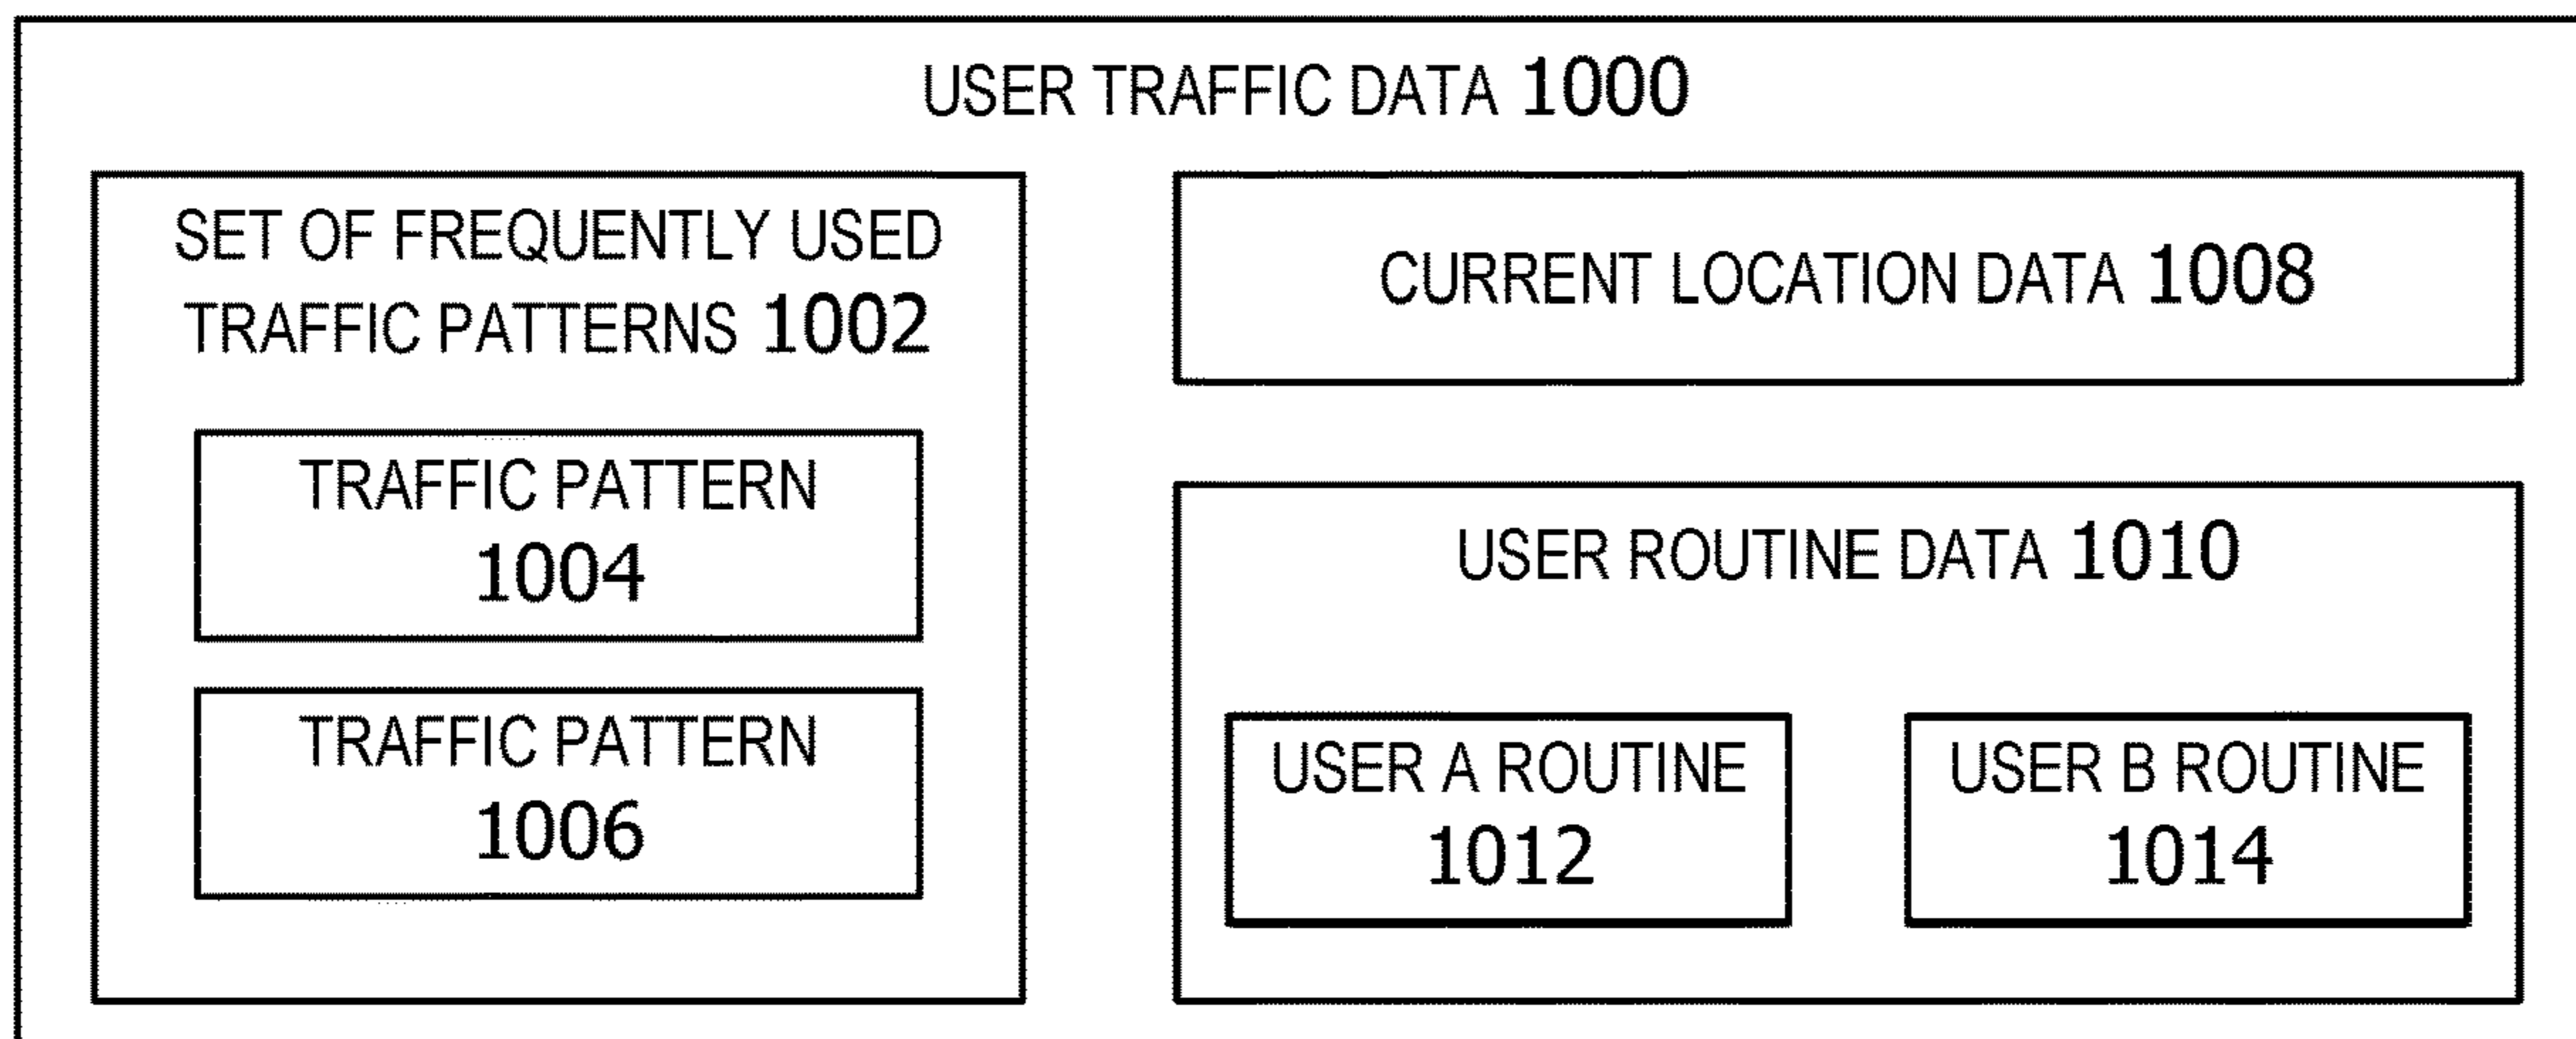 USER TRAFFIC DATA 1000
SET OF FREQUENTLY USED
TRAFFIC PATTERNS 1002
TRAFFIC PATTERN
1004
TRAFFIC PATTERN
1006
CURRENT LOCATION DATA 1008
USER ROUTINE DATA 1010
USER A ROUTINE
1012
USER B ROUTINE
1014